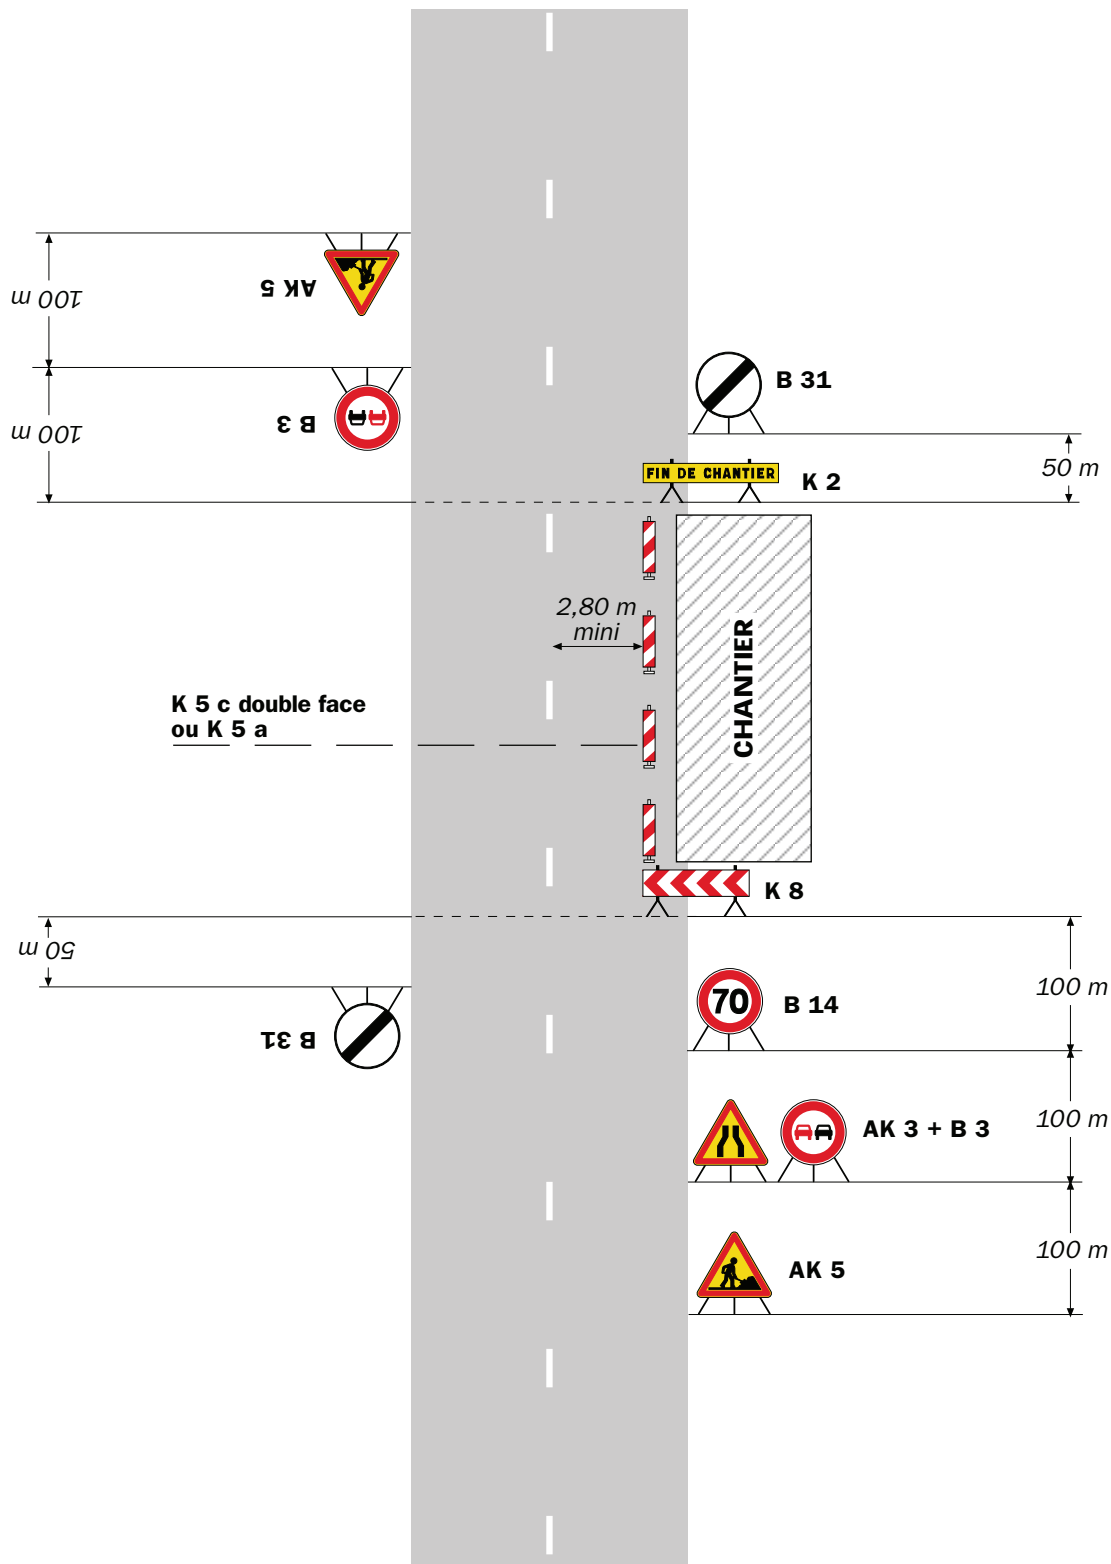 AK 5
100 m
B 31
B 3
100 m
50 m
FIN DE CHANTIER
K 2
2,80 m
mini
CHANTIER
K 5 c double face
ou K 5 a
K 8
50 m
100 m
70
B 14
B 31
100 m
AK 3 + B 3
100 m
AK 5